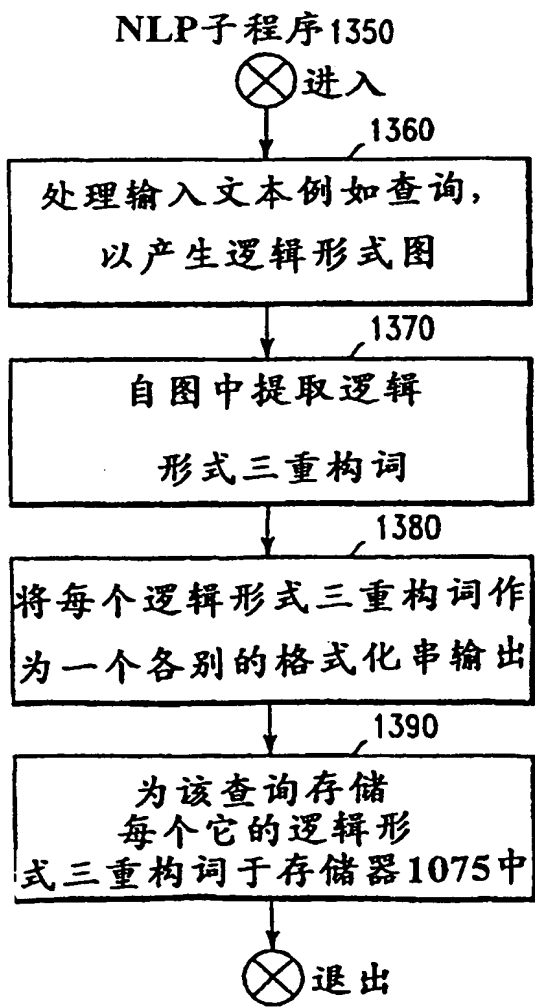 NLP子程序1350
进入
1360
处理输入文本例如查询,
以产生逻辑形式图
1370
自图中提取逻辑
形式三重构词
1380
将每个逻辑形式三重构词作
为一个各别的格式化串输出
1390
为该查询存储
每个它的逻辑形
式三重构词于存储器1075中
退出